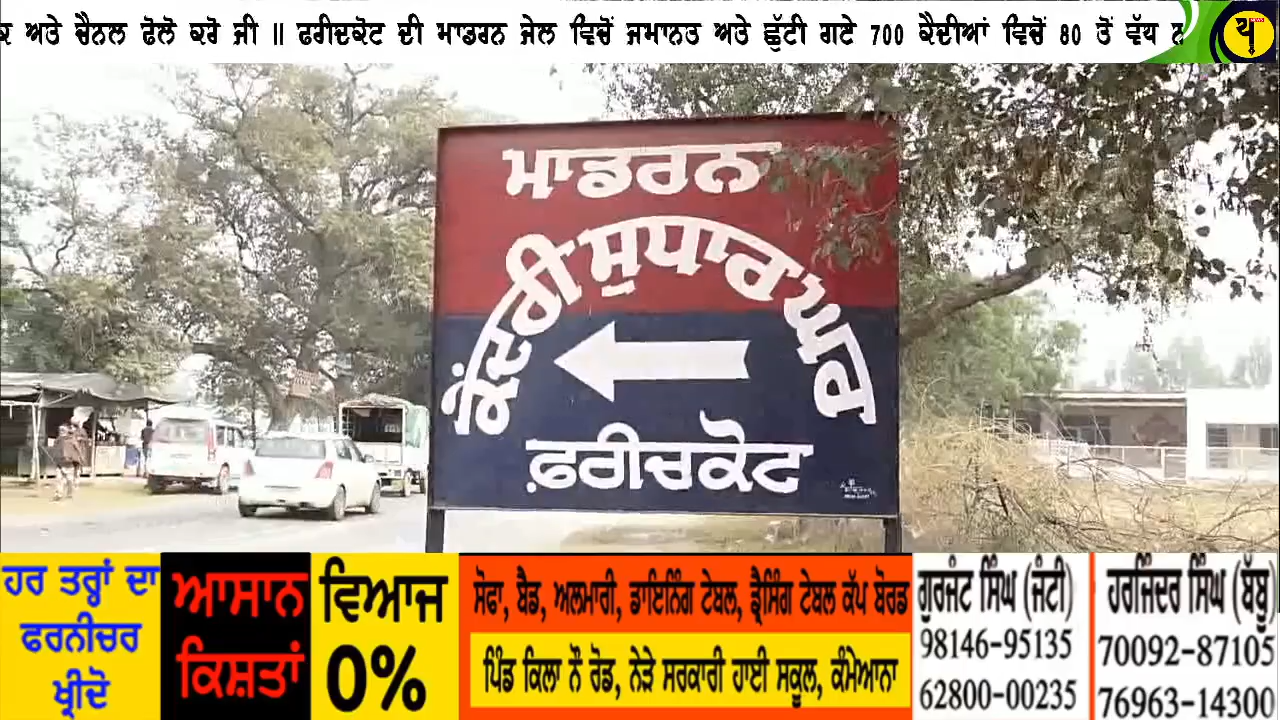 ਅਤੇ ਚੈਨਲ ਫੋਲੋ ਕਰੋ ਜੀ || ਫਰੀਦਕੋਟ ਦੀ ਮਾਡਰਨ ਜੇਲ ਵਿਚੋਂ ਜਮਾਨਤ ਅਤੇ ਛੁੱਟੀ ਗਏ 700 ਕੈਦੀਆਂ ਵਿਚੋਂ 80 ਤੋਂ ਵੱਧ
ਮਾਡਰਨ
ਕੇਂਦਰੀ ਸੁਧਾਰ ਘਰ
ਫ਼ਰੀਦਕੋਟ
ਹਰ ਤਰ੍ਹਾਂ ਦਾ
ਫਰਨੀਚਰ
ਖ੍ਰੀਦੋ
ਆਸਾਨ
ਕਿਸ਼ਤਾਂ
ਵਿਆਜ
0%
ਸੋਫਾ, ਬੈਡ, ਅਲਮਾਰੀ, ਡਾਇਨਿੰਗ ਟੇਬਲ, ਡ੍ਰੈਸਿੰਗ ਟੇਬਲ ਕੱਪ ਬੋਰਡ
ਪਿੰਡ ਕਿਲਾ ਨੌ ਰੋਡ, ਨੇੜੇ ਸਰਕਾਰੀ ਹਾਈ ਸਕੂਲ, ਕੰਮੇਆਨਾ
ਗੁਰਜੰਟ ਸਿੰਘ (ਜੰਟੀ)
98146-95135
62800-00235
ਹਰਜਿੰਦਰ ਸਿੰਘ (ਬੱਬੂ)
70092-87105
76963-14300